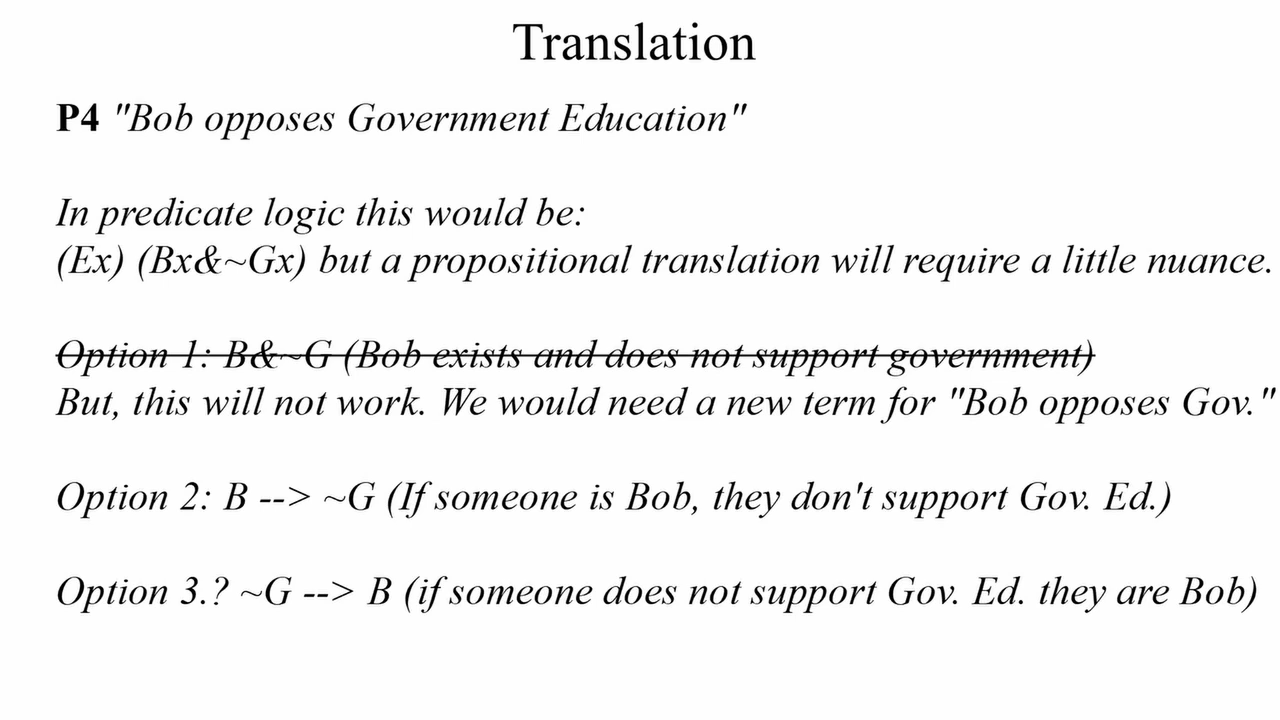 Translation
P4 "Bob opposes Government Education"
In predicate logic this would be:
(Ex) (Bx&~Gx) but a propositional translation will require a little nuance.
Option 1: B&~G (Bob exists and does not support government)
But, this will not work. We would need a new term for "Bob opposes Gov."
Option 2: B --> ~G (If someone is Bob, they don't support Gov. Ed.)
Option 3.? ~G --> B (if someone does not support Gov. Ed. they are Bob)